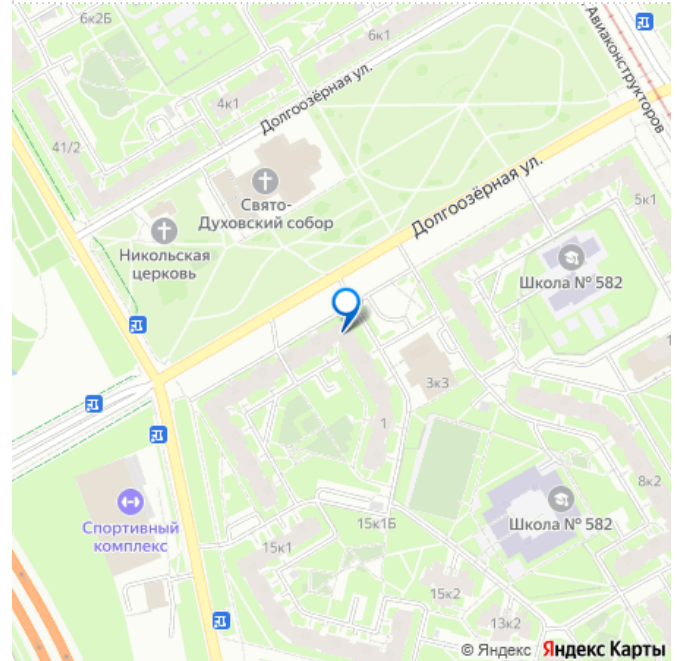 6к2Б
6к1
Авиаконструкторов
4к1
Долгоозёрная ул.
41/2
Свято-
Духовский собор
Долгоозёрная ул.
5к1
Никольская
церковь
Школа № 582
3к3
1
1
8к2
Спортивный
комплекс
15к1Б
Школа № 582
15к1
15к2
13к2
© Яндекс Яндекс Карты